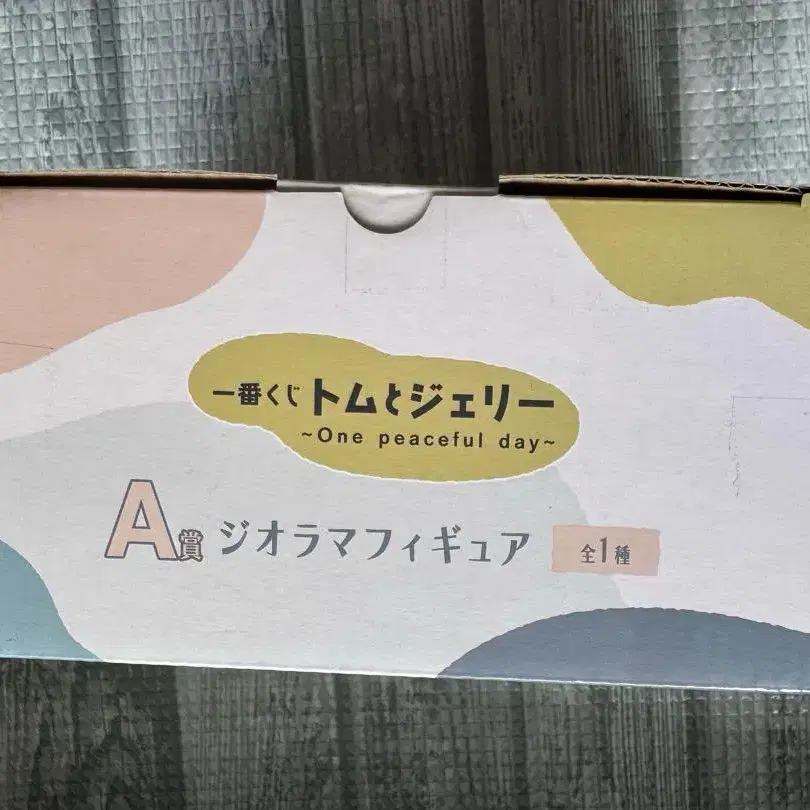 一番くじ トムとジェリー
~One peaceful day~
A賞 ジオラマフィギュア 全1種